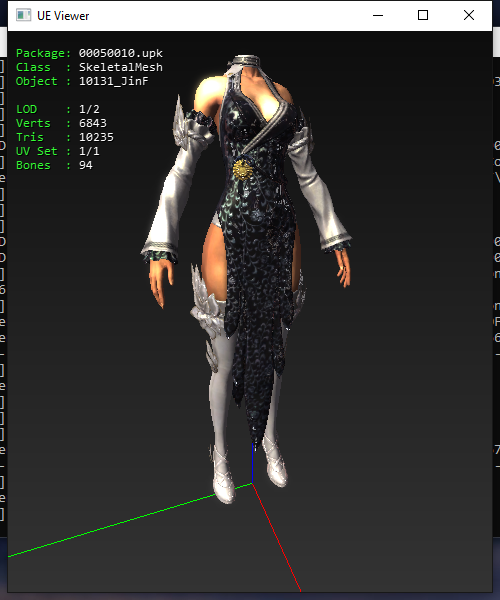 UE Viewer
Package: 00050010.upk
Class : SkeletalMesh
Object : 10131_JinF
LOD : 1/2
Verts : 6843
Tris : 10235
UV Set : 1/1
Bones : 94